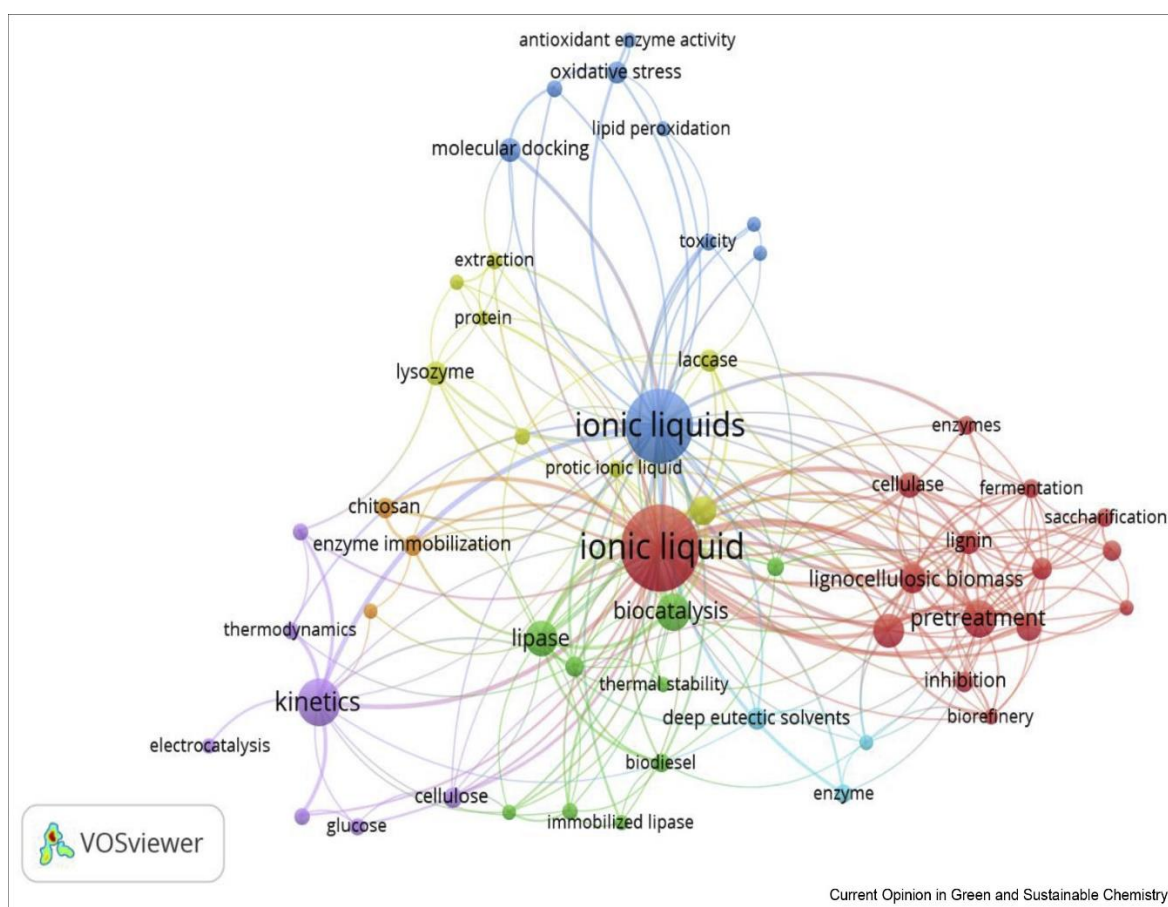 antioxidant enzyme activity
oxidative stress
lipid peroxidation
molecular docking
toxicity
extraction
protein
laccase
lysozyme
ionic liquids
enzymes
protic ionic liquid
cellulase
fermentation
chitosan
saccharification
enzyme immobilization
ionic liquid
lignin
lignocellulosic biomass
biocatalysis
pretreatment
thermodynamics
lipase
inhibition
thermal stability
kinetics
deep eutectic solvents
biorefinery
electrocatalysis
biodiesel
cellulose
enzyme
glucose
immobilized lipase
VOSviewer
Current Opinion in Green and Sustainable Chemistry